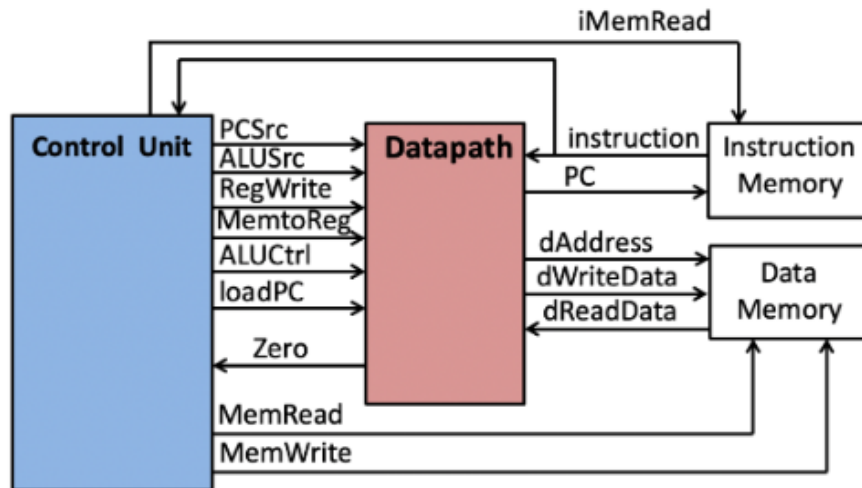 iMemRead
Control Unit
PCSrc
ALUSrc
RegWrite
MemtoReg
ALUCtrl
loadPC
Zero
MemRead
MemWrite
Datapath
instruction
PC
dAddress
dWriteData
dReadData
Instruction
Memory
Data
Memory